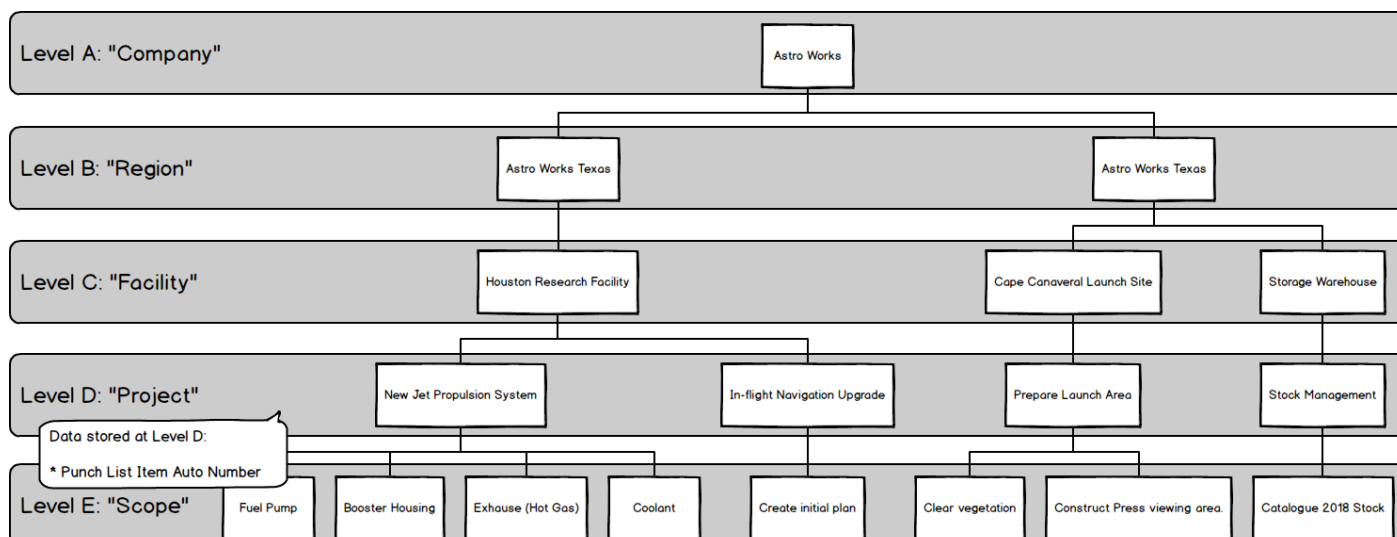 Level A: "Company"
Astro Works
Level B: "Region"
Astro Works Texas
Astro Works Texas
Level C: "Facility"
Houston Research Facility
Cape Canaveral Launch Site
Storage Warehouse
Level D: "Project"
New Jet Propulsion System
In-flight Navigation Upgrade
Prepare Launch Area
Stock Management
Data stored at Level D:
* Punch List Item Auto Number
Level E: "Scope"
Fuel Pump
Booster Housing
Exhause (Hot Gas)
Coolant
Create initial plan
Clear vegetation
Construct Press viewing area.
Catalogue 2018 Stock